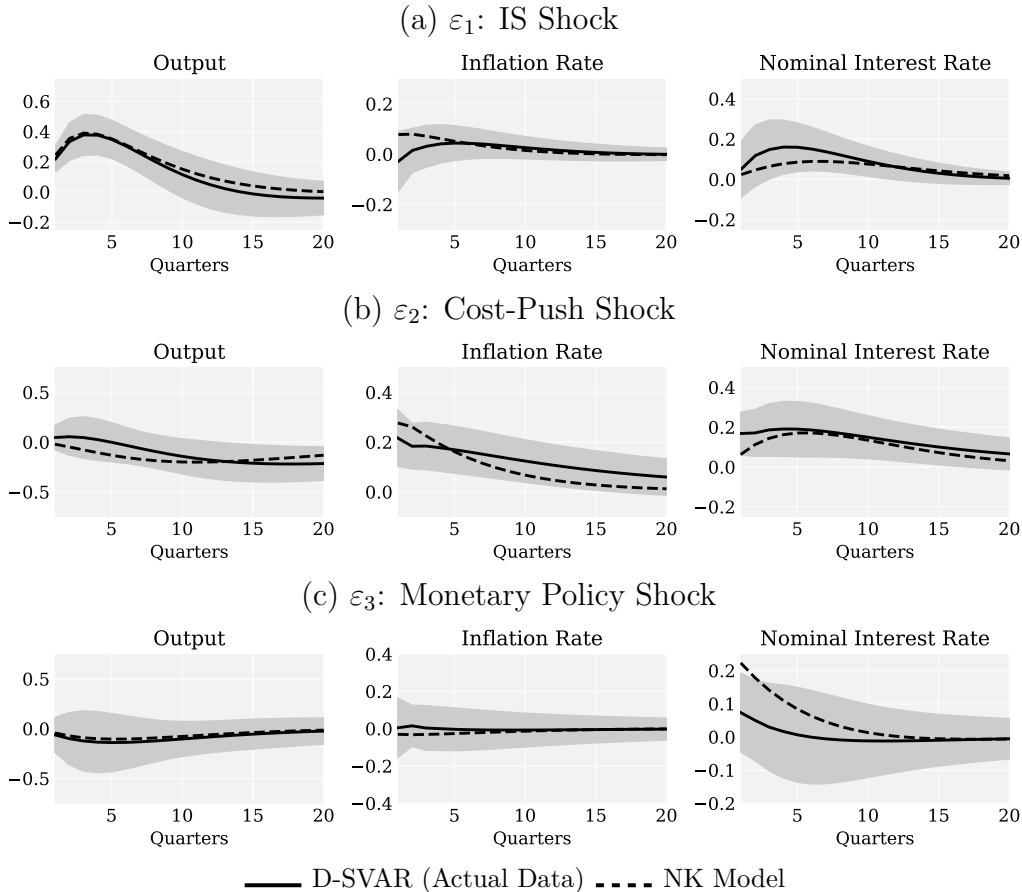 (a) ε₁: IS Shock
Output
Inflation Rate
Nominal Interest Rate
0.6
0.4
0.2
0.0
−0.2
5 10 15 20
Quarters
0.2
0.0
−0.2
5 10 15 20
Quarters
0.4
0.2
0.0
−0.2
5 10 15 20
Quarters
(b) ε₂: Cost-Push Shock
Output
Inflation Rate
Nominal Interest Rate
0.5
0.0
−0.5
5 10 15 20
Quarters
0.4
0.2
0.0
5 10 15 20
Quarters
0.4
0.2
0.0
−0.2
5 10 15 20
Quarters
(c) ε₃: Monetary Policy Shock
Output
Inflation Rate
Nominal Interest Rate
0.5
0.0
−0.5
5 10 15 20
Quarters
0.4
0.2
0.0
−0.2
−0.4
5 10 15 20
Quarters
0.2
0.1
0.0
−0.1
−0.2
5 10 15 20
Quarters
D-SVAR (Actual Data) NK Model